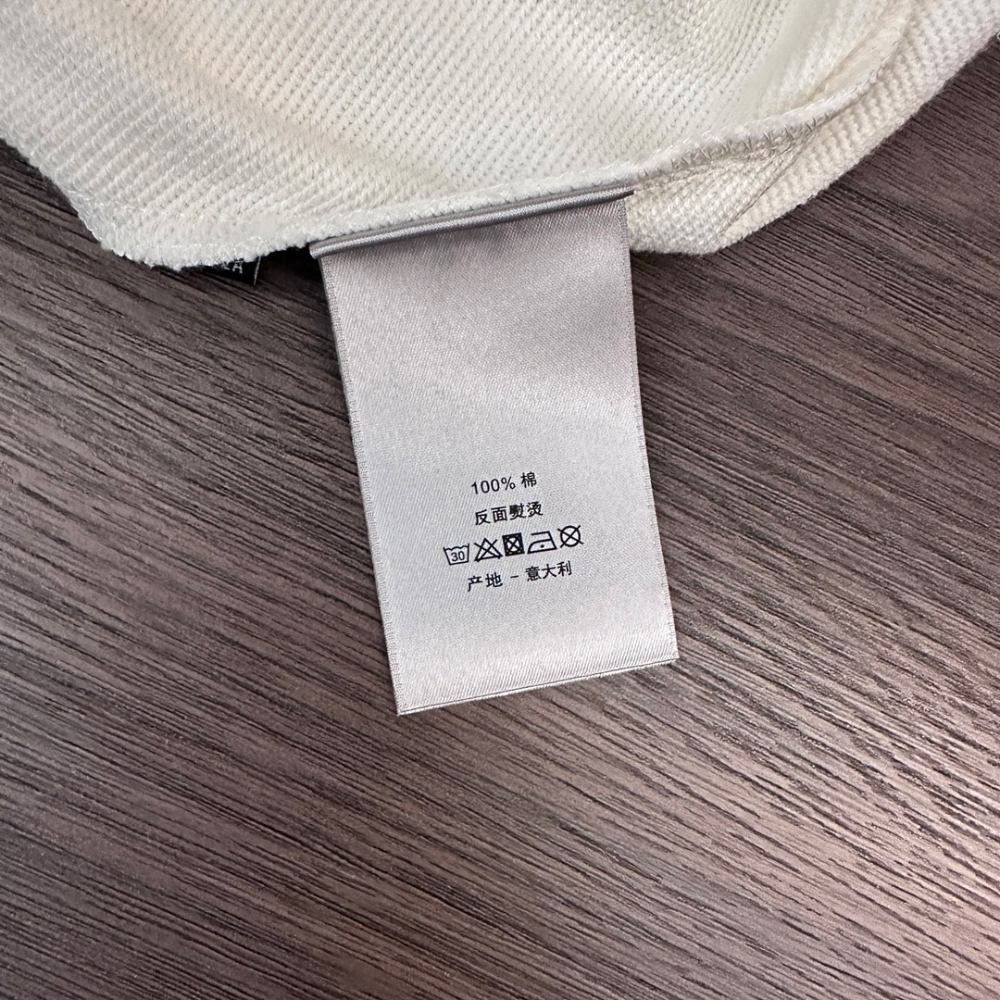 100% 棉
反面熨烫
30
产地 – 意大利